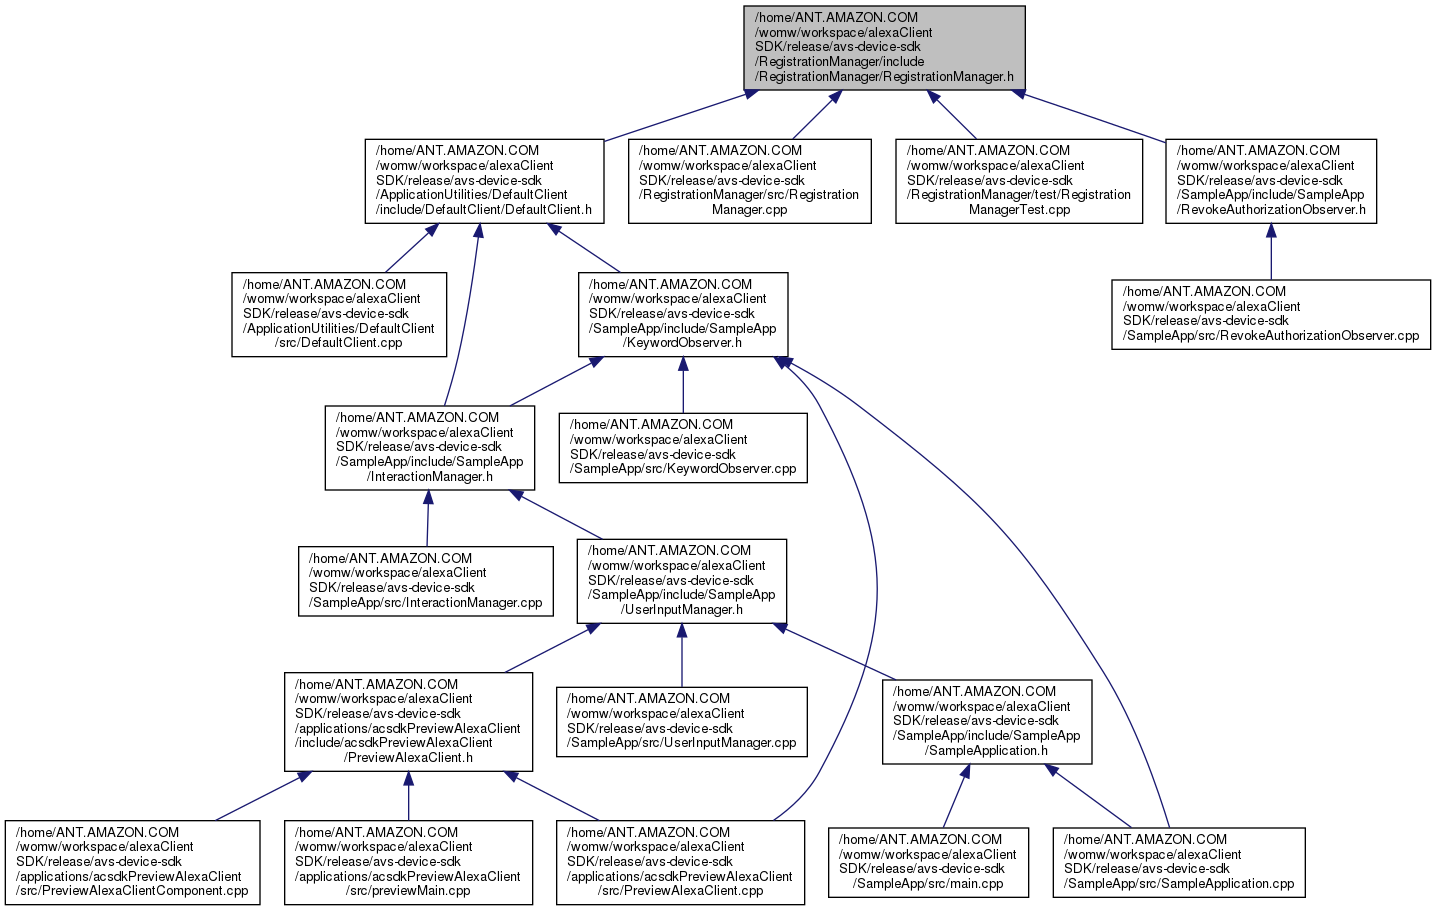 /home/ANT.AMAZON.COM
/womw/workspace/alexaClient
SDK/release/avs-device-sdk
/RegistrationManager/include
/RegistrationManager/RegistrationManager.h
/home/ANT.AMAZON.COM
/womw/workspace/alexaClient
SDK/release/avs-device-sdk
/ApplicationUtilities/DefaultClient
/include/DefaultClient/DefaultClient.h
/home/ANT.AMAZON.COM
/womw/workspace/alexaClient
SDK/release/avs-device-sdk
/RegistrationManager/src/Registration
Manager.cpp
/home/ANT.AMAZON.COM
/womw/workspace/alexaClient
SDK/release/avs-device-sdk
/RegistrationManager/test/Registration
ManagerTest.cpp
/home/ANT.AMAZON.COM
/womw/workspace/alexaClient
SDK/release/avs-device-sdk
/SampleApp/include/SampleApp
/RevokeAuthorizationObserver.h
/home/ANT.AMAZON.COM
/womw/workspace/alexaClient
SDK/release/avs-device-sdk
/ApplicationUtilities/DefaultClient
/src/DefaultClient.cpp
/home/ANT.AMAZON.COM
/womw/workspace/alexaClient
SDK/release/avs-device-sdk
/SampleApp/include/SampleApp
/KeywordObserver.h
/home/ANT.AMAZON.COM
/womw/workspace/alexaClient
SDK/release/avs-device-sdk
/SampleApp/src/RevokeAuthorizationObserver.cpp
/home/ANT.AMAZON.COM
/womw/workspace/alexaClient
SDK/release/avs-device-sdk
/SampleApp/include/SampleApp
/InteractionManager.h
/home/ANT.AMAZON.COM
/womw/workspace/alexaClient
SDK/release/avs-device-sdk
/SampleApp/src/KeywordObserver.cpp
/home/ANT.AMAZON.COM
/womw/workspace/alexaClient
SDK/release/avs-device-sdk
/SampleApp/src/InteractionManager.cpp
/home/ANT.AMAZON.COM
/womw/workspace/alexaClient
SDK/release/avs-device-sdk
/SampleApp/include/SampleApp
/UserInputManager.h
/home/ANT.AMAZON.COM
/womw/workspace/alexaClient
SDK/release/avs-device-sdk
/applications/acsdkPreviewAlexaClient
/include/acsdkPreviewAlexaClient
/PreviewAlexaClient.h
/home/ANT.AMAZON.COM
/womw/workspace/alexaClient
SDK/release/avs-device-sdk
/SampleApp/src/UserInputManager.cpp
/home/ANT.AMAZON.COM
/womw/workspace/alexaClient
SDK/release/avs-device-sdk
/SampleApp/include/SampleApp
/SampleApplication.h
/home/ANT.AMAZON.COM
/womw/workspace/alexaClient
SDK/release/avs-device-sdk
/applications/acsdkPreviewAlexaClient
/src/PreviewAlexaClientComponent.cpp
/home/ANT.AMAZON.COM
/womw/workspace/alexaClient
SDK/release/avs-device-sdk
/applications/acsdkPreviewAlexaClient
/src/previewMain.cpp
/home/ANT.AMAZON.COM
/womw/workspace/alexaClient
SDK/release/avs-device-sdk
/applications/acsdkPreviewAlexaClient
/src/PreviewAlexaClient.cpp
/home/ANT.AMAZON.COM
/womw/workspace/alexaClient
SDK/release/avs-device-sdk
/SampleApp/src/main.cpp
/home/ANT.AMAZON.COM
/womw/workspace/alexaClient
SDK/release/avs-device-sdk
/SampleApp/src/SampleApplication.cpp